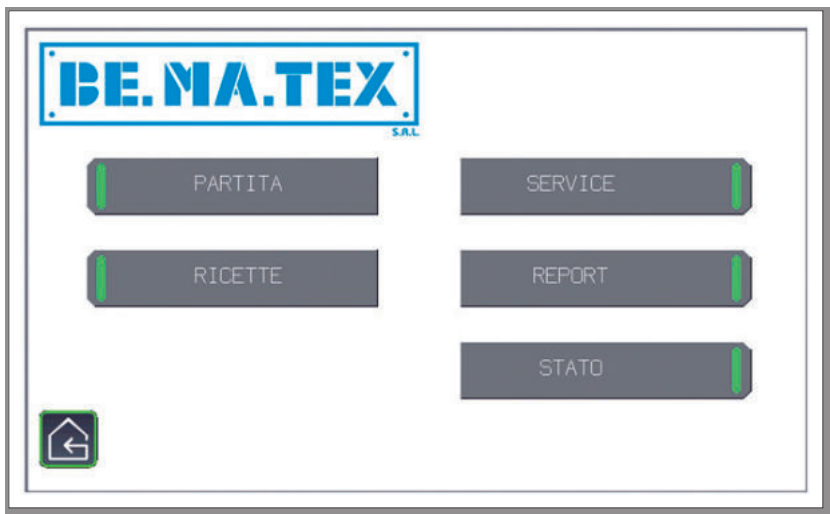 BE.MA.TEX
S.R.L.
PARTITA
SERVICE
RICETTE
REPORT
STATO